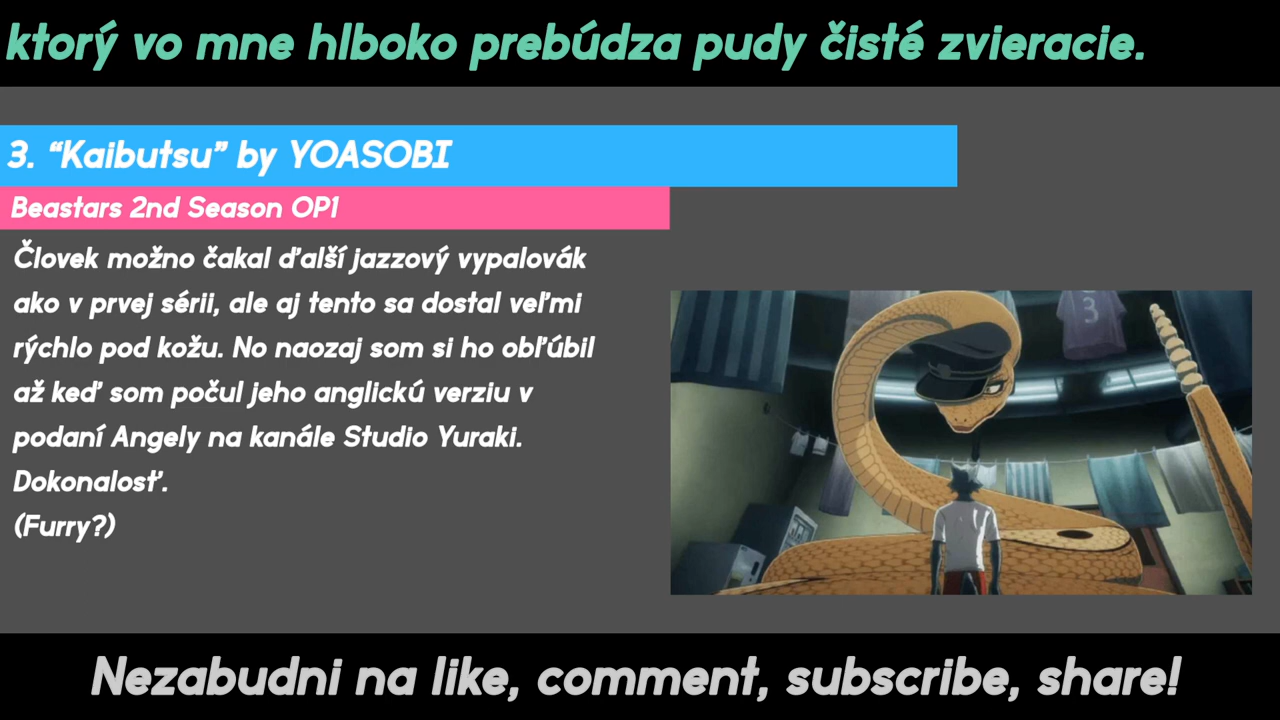 ktorý vo mne hlboko prebúdza pudy čisté zvieracie.
3. “Kaibutsu” by YOASOBI
Beastars 2nd Season OP1
Človek možno čakal ďalší jazzový vypalovák
ako v prvej sérii, ale aj tento sa dostal veľmi
rýchlo pod kožu. No naozaj som si ho obľúbil
až keď som počul jeho anglickú verziu v
podaní Angely na kanále Studio Yuraki.
Dokonalosť.
(Furry?)
3
Nezabudni na like, comment, subscribe, share!